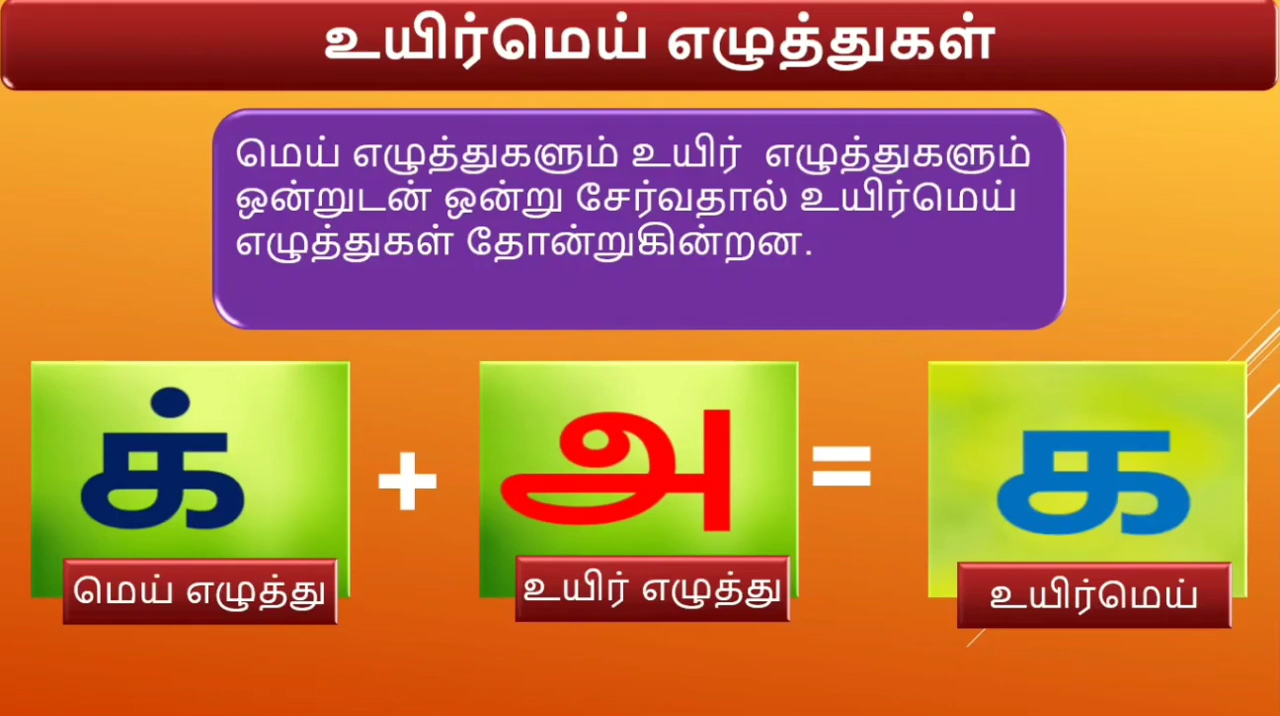 உயிர்மெய் எழுத்துகள்
மெய் எழுத்துகளும் உயிர் எழுத்துகளும்
ஒன்றுடன் ஒன்று சேர்வதால் உயிர்மெய்
எழுத்துகள் தோன்றுகின்றன.
க் + அ = க
மெய் எழுத்து உயிர் எழுத்து உயிர்மெய்